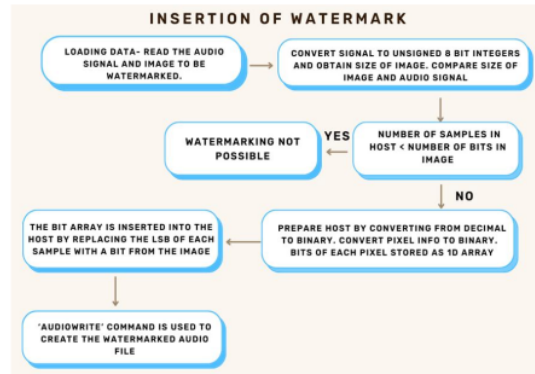 INSERTION OF WATERMARK
LOADING DATA- READ THE AUDIO
SIGNAL AND IMAGE TO BE
WATERMARKED.
CONVERT SIGNAL TO UNSIGNED 8 BIT INTEGERS
AND OBTAIN SIZE OF IMAGE. COMPARE SIZE OF
IMAGE AND AUDIO SIGNAL
NUMBER OF SAMPLES IN
HOST < NUMBER OF BITS IN
IMAGE
YES
WATERMARKING NOT
POSSIBLE
NO
PREPARE HOST BY CONVERTING FROM DECIMAL
TO BINARY. CONVERT PIXEL INFO TO BINARY.
BITS OF EACH PIXEL STORED AS 1D ARRAY
THE BIT ARRAY IS INSERTED INTO THE
HOST BY REPLACING THE LSB OF EACH
SAMPLE WITH A BIT FROM THE IMAGE
'AUDIOWRITE' COMMAND IS USED TO
CREATE THE WATERMARKED AUDIO
FILE